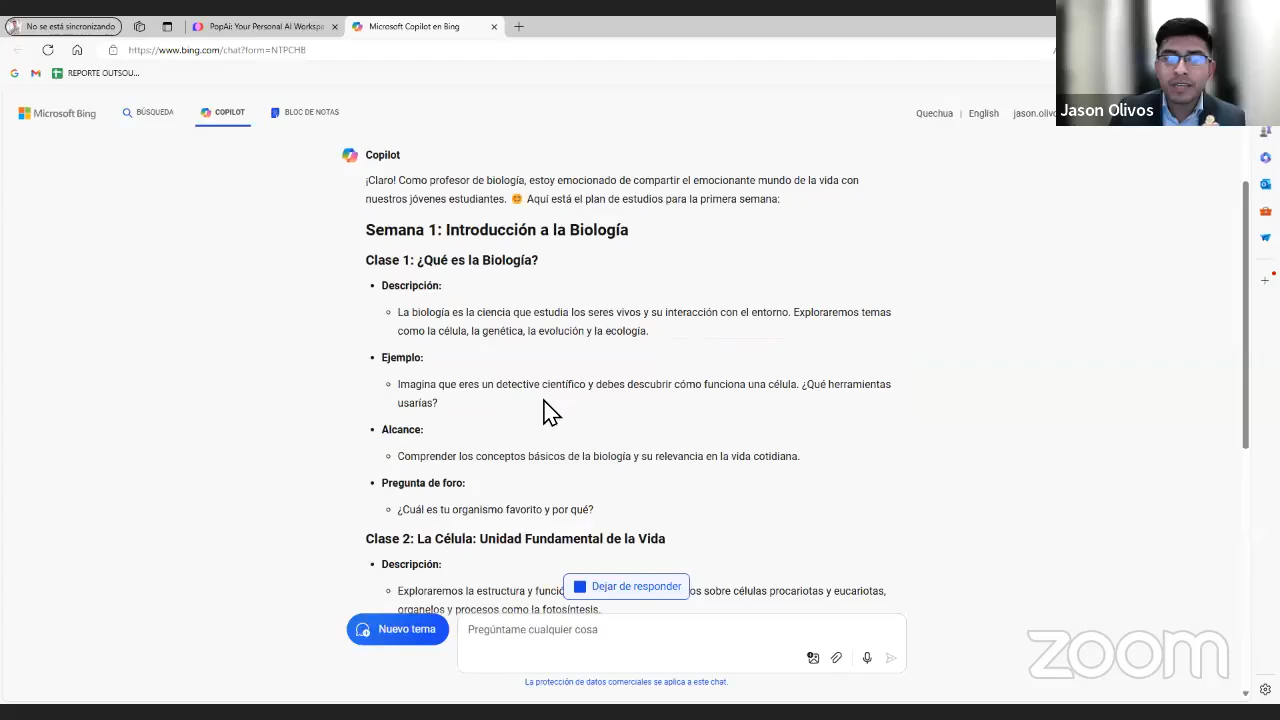 No se está sincronizando
PopAi: Your Personal AI Workspa
Microsoft Copilot en Bing
https://www.bing.com/chat?form=NTPCHB
REPORTE OUTSOU...
Jason Olivos
Microsoft Bing
BÚSQUEDA
COPILOT
BLOC DE NOTAS
Quechua | English
jason.olivo
Copilot
¡Claro! Como profesor de biología, estoy emocionado de compartir el emocionante mundo de la vida con
nuestros jóvenes estudiantes. 😊 Aquí está el plan de estudios para la primera semana:
Semana 1: Introducción a la Biología
Clase 1: ¿Qué es la Biología?
• Descripción:
◦ La biología es la ciencia que estudia los seres vivos y su interacción con el entorno. Exploraremos temas
como la célula, la genética, la evolución y la ecología.
• Ejemplo:
◦ Imagina que eres un detective científico y debes descubrir cómo funciona una célula. ¿Qué herramientas
usarías?
• Alcance:
◦ Comprender los conceptos básicos de la biología y su relevancia en la vida cotidiana.
• Pregunta de foro:
◦ ¿Cuál es tu organismo favorito y por qué?
Clase 2: La Célula: Unidad Fundamental de la Vida
• Descripción:
◦ Exploraremos la estructura y funció
Dejar de responder
os sobre células procariotas y eucariotas,
organelos y procesos como la fotosíntesis.
Nuevo tema
Pregúntame cualquier cosa
La protección de datos comerciales se aplica a este chat.
zoom